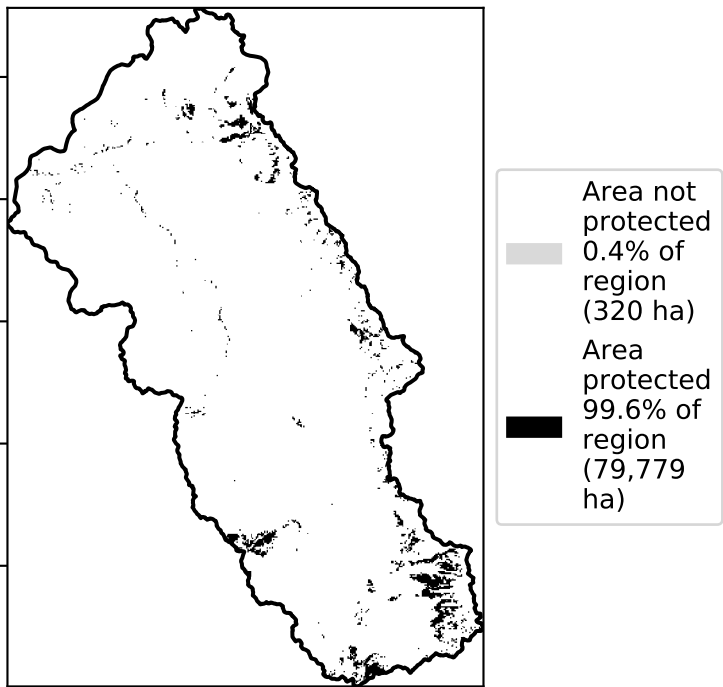 Area not
protected
0.4% of
region
(320 ha)
Area
protected
99.6% of
region
(79,779
ha)